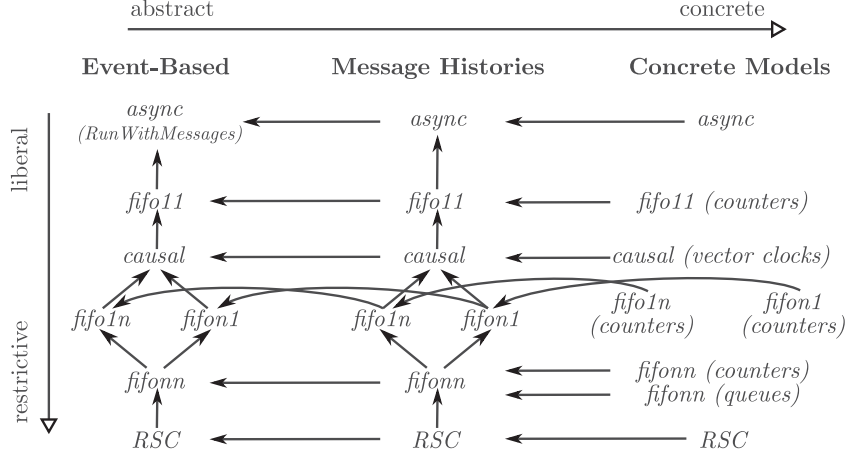 abstract concrete
Event-Based Message Histories Concrete Models
liberal
restrictive
async async async
(RunWithMessages)
fifo11 fifo11 fifo11 (counters)
causal causal causal (vector clocks)
fifo1n fifon1 fifo1n fifon1 fifo1n fifon1
(counters) (counters)
fifonn fifonn fifonn (counters)
fifonn (queues)
RSC RSC RSC